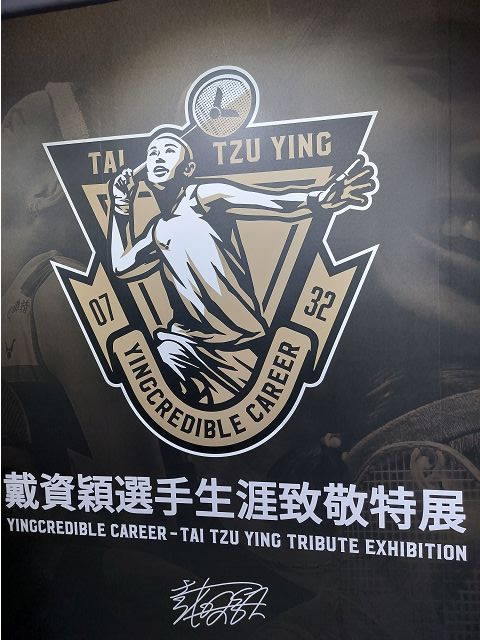 TAI TZU YING
07 32
YINGCREDIBLE CAREER
戴資穎選手生涯致敬特展
YINGCREDIBLE CAREER - TAI TZU YING TRIBUTE EXHIBITION